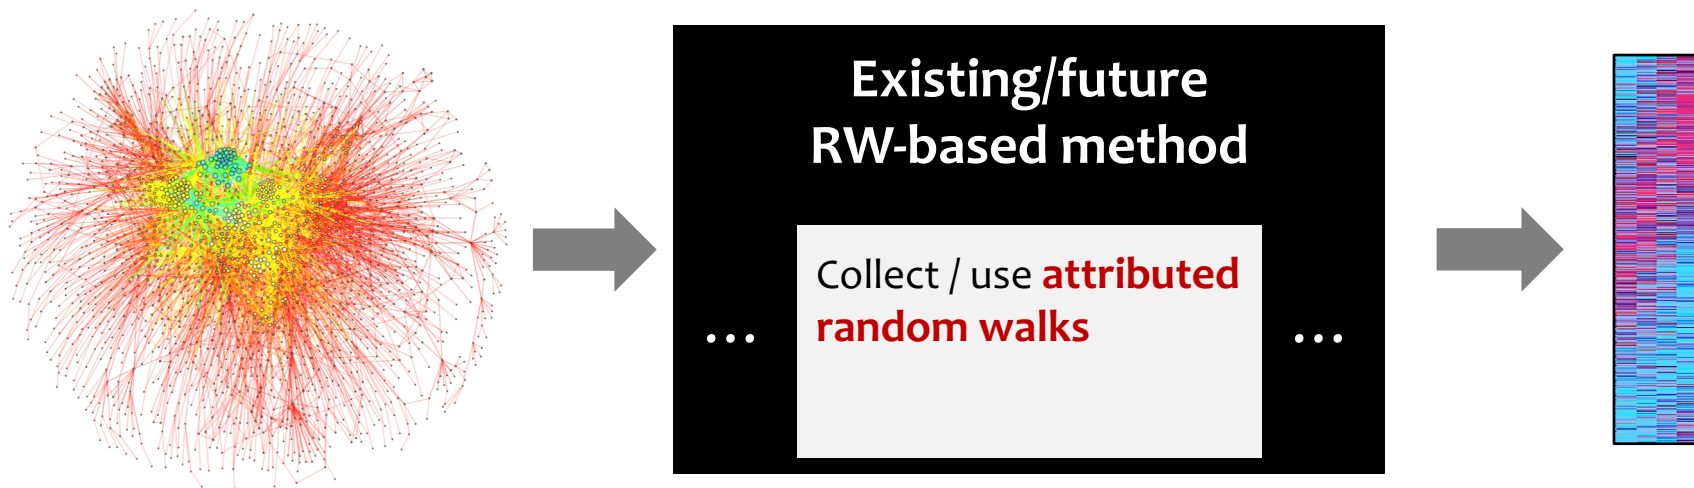 Existing/future
RW-based method
Collect / use attributed
random walks
...
...